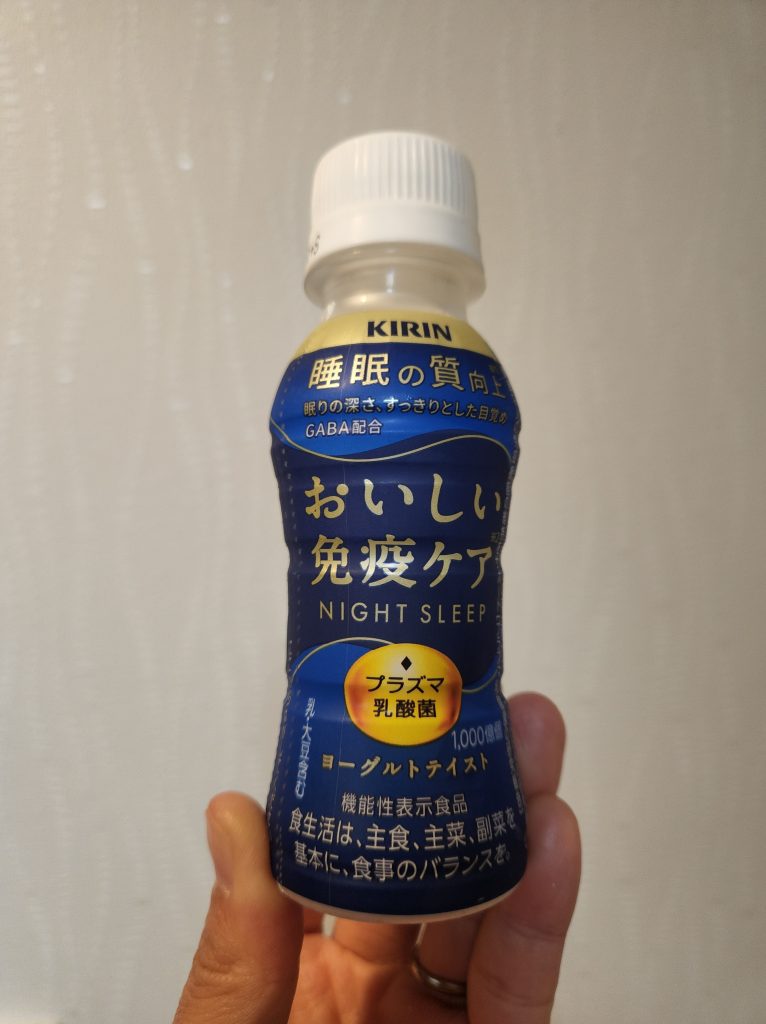 KIRIN
睡眠の質向上
眠りの深さ、すっきりとした目覚め
GABA配合
おいしい
免疫ケア
NIGHT SLEEP
プラズマ
乳酸菌
1,000億個
ヨーグルトテイスト
乳・大豆含む
機能性表示食品
食生活は、主食、主菜、副菜を
基本に、食事のバランスを。